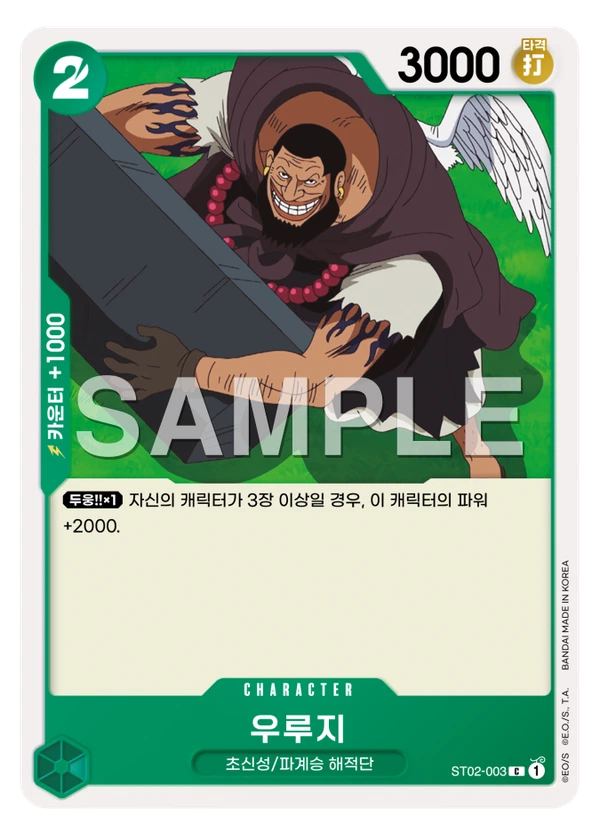 2
3000
타격
打
카운터 +1000
SAMPLE
두웅!!×1 자신의 캐릭터가 3장 이상일 경우, 이 캐릭터의 파워
+2000.
CHARACTER
우루지
초신성/파계승 해적단
ST02-003 C 1
©EO/S ©E.O./S., T.A. BANDAI MADE IN KOREA